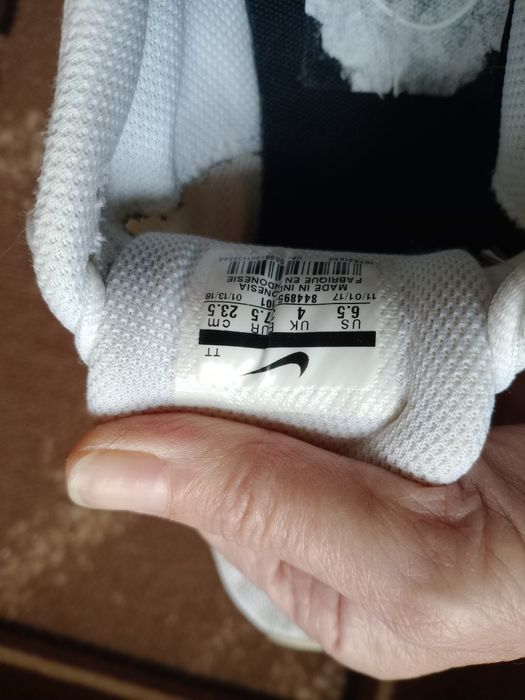 TT
US UK EUR cm
6.5 4 7.5 23.5
11/01/17 844895 101 01/13/18
MADE IN INDONESIA
FABRIQUE EN INDONESIE